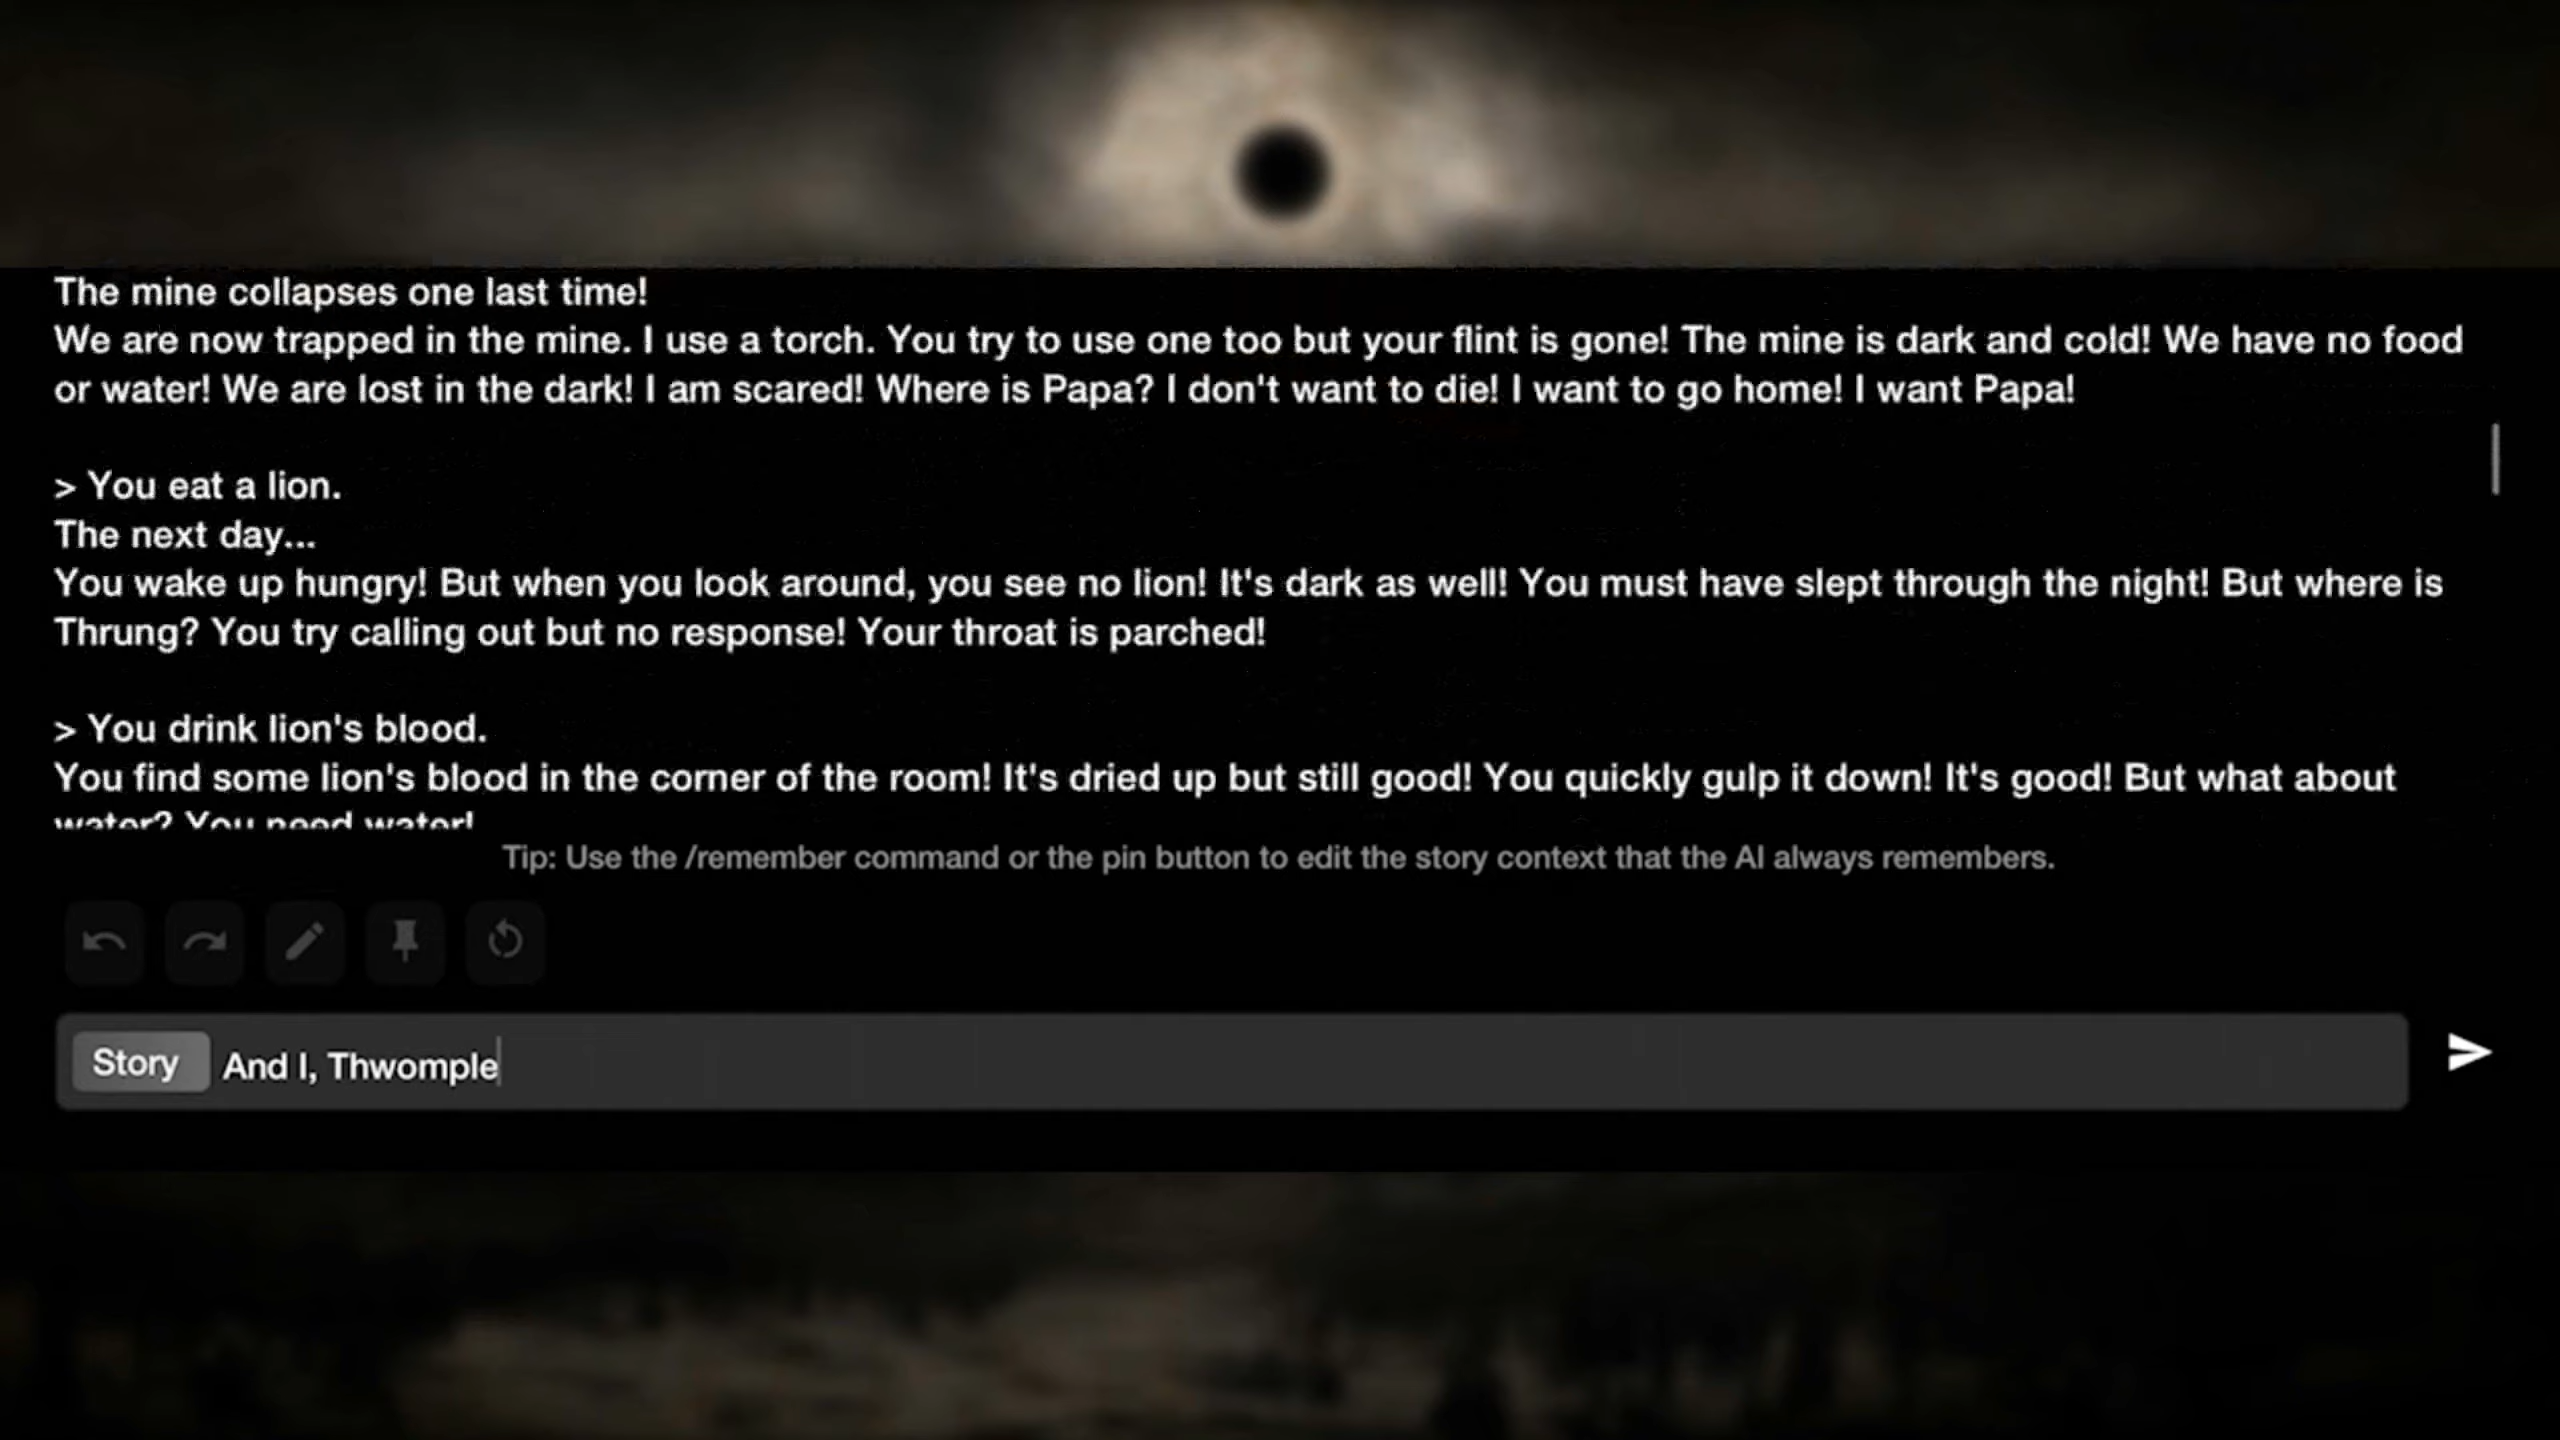 The mine collapses one last time!
We are now trapped in the mine. I use a torch. You try to use one too but your flint is gone! The mine is dark and cold! We have no food
or water! We are lost in the dark! I am scared! Where is Papa? I don't want to die! I want to go home! I want Papa!
> You eat a lion.
The next day...
You wake up hungry! But when you look around, you see no lion! It's dark as well! You must have slept through the night! But where is
Thrung? You try calling out but no response! Your throat is parched!
> You drink lion's blood.
You find some lion's blood in the corner of the room! It's dried up but still good! You quickly gulp it down! It's good! But what about
water? You need water!
Tip: Use the /remember command or the pin button to edit the story context that the AI always remembers.
Story And I, Thwomple